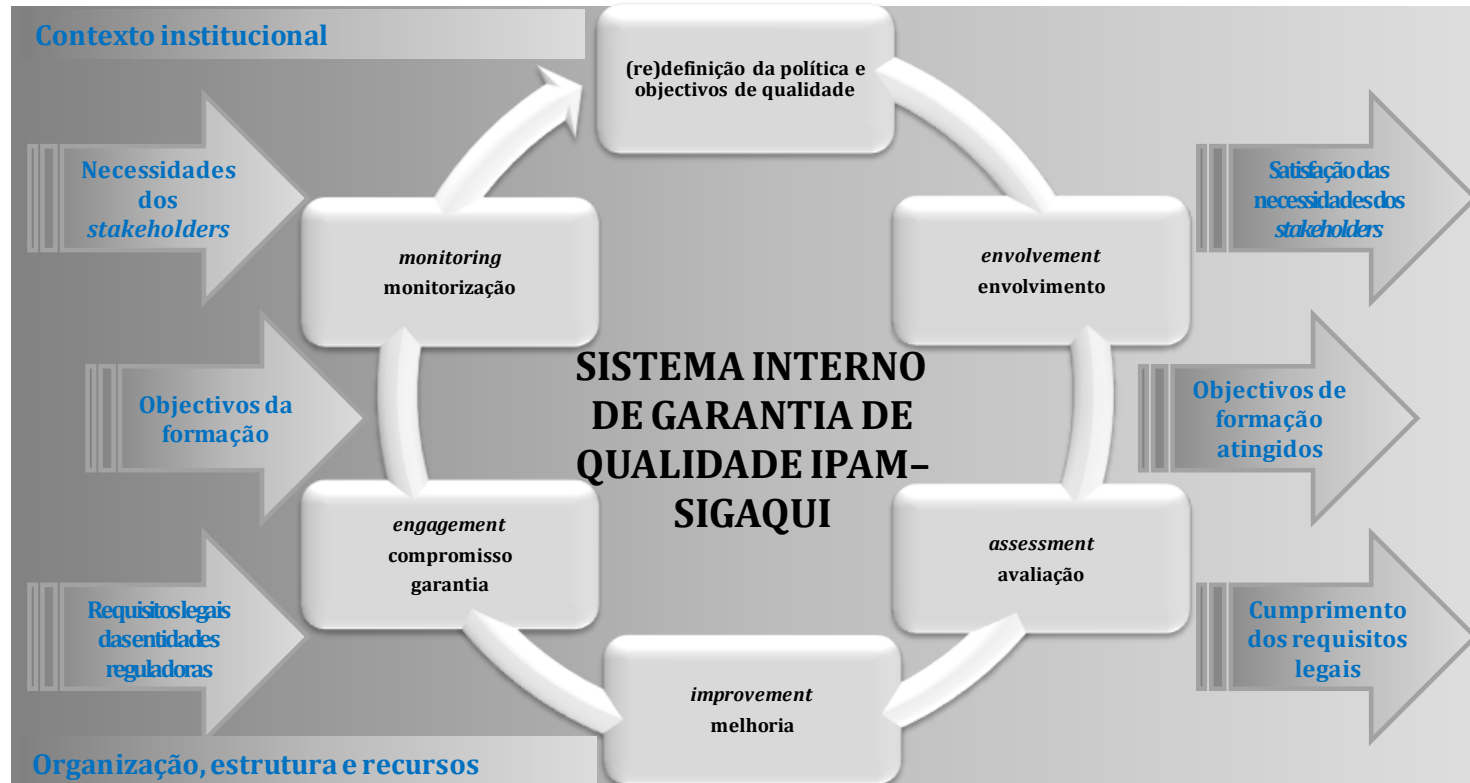 Contexto institucional
(re)definição da política e
objectivos de qualidade
Necessidades
dos
stakeholders
Satisfação das
necessidades dos
stakeholders
monitoring
monitorização
envolvement
envolvimento
SISTEMA INTERNO
DE GARANTIA DE
QUALIDADE IPAM–
SIGAQUI
Objectivos da
formação
Objectivos de
formação
atingidos
engagement
compromisso
garantia
assessment
avaliação
Requisitos legais
das entidades
reguladoras
Cumprimento
dos requisitos
legais
improvement
melhoria
Organização, estrutura e recursos